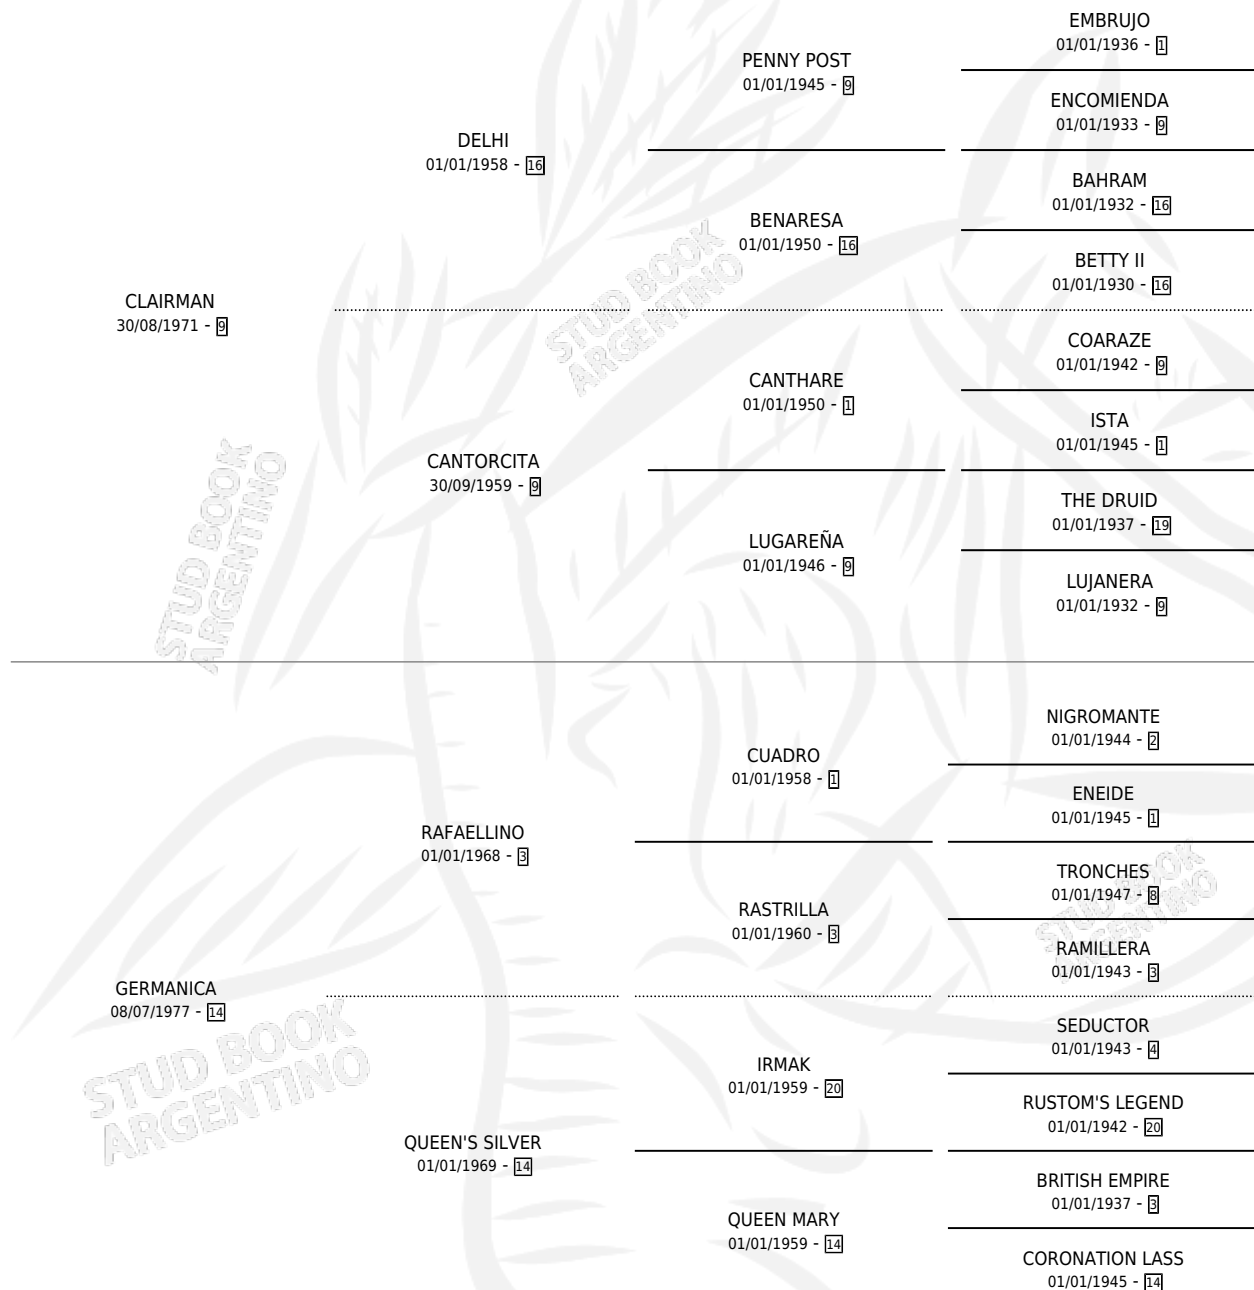 EMBRUJO
01/01/1936 - 1
PENNY POST
01/01/1945 - 9
ENCOMIENDA
01/01/1933 - 9
DELHI
01/01/1958 - 16
BAHRAM
01/01/1932 - 16
BENARESA
01/01/1950 - 16
BETTY II
01/01/1930 - 16
CLAIRMAN
30/08/1971 - 9
COARAZE
01/01/1942 - 9
CANTHARE
01/01/1950 - 1
ISTA
01/01/1945 - 1
CANTORCITA
30/09/1959 - 9
THE DRUID
01/01/1937 - 19
LUGAREÑA
01/01/1946 - 9
LUJANERA
01/01/1932 - 9
NIGROMANTE
01/01/1944 - 2
CUADRO
01/01/1958 - 1
ENEIDE
01/01/1945 - 1
RAFAELLINO
01/01/1968 - 3
TRONCHES
01/01/1947 - 8
RASTRILLA
01/01/1960 - 3
RAMILLERA
01/01/1943 - 3
GERMANICA
08/07/1977 - 14
SEDUCTOR
01/01/1943 - 4
IRMAK
01/01/1959 - 20
RUSTOM'S LEGEND
01/01/1942 - 20
QUEEN'S SILVER
01/01/1969 - 14
BRITISH EMPIRE
01/01/1937 - 3
QUEEN MARY
01/01/1959 - 14
CORONATION LASS
01/01/1945 - 14
STUD BOOK
ARGENTINO
STUD BOOK
ARGENTINO
STUD BOOK
ARGENTINO
STUD BOOK
ARGENTINO